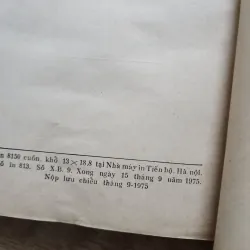 n 8150 cuốn, khổ 13×18,8 tại Nhà máy in Tiến bộ, Hà nội.
ố in 613. Số X.B. 9. Xong ngày 15 tháng 9 năm 1975.
Nộp lưu chiểu tháng 9-1975